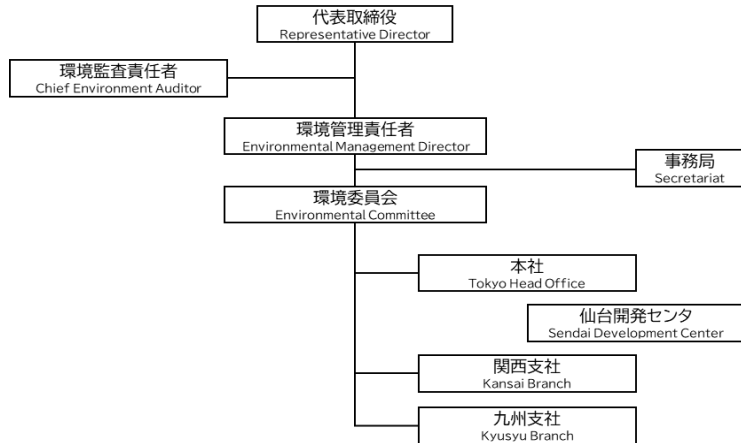 代表取締役
Representative Director
環境監査責任者
Chief Environment Auditor
環境管理責任者
Environmental Management Director
事務局
Secretariat
環境委員会
Environmental Committee
本社
Tokyo Head Office
仙台開発センタ
Sendai Development Center
関西支社
Kansai Branch
九州支社
Kyusyu Branch